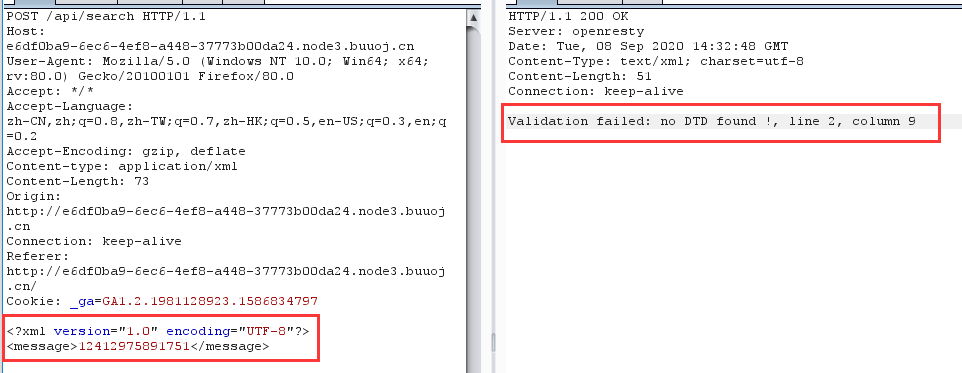 POST /api/search HTTP/1.1
Host:
e6df0ba9-6ec6-4ef8-a448-37773b00da24.node3.buuoj.cn
User-Agent: Mozilla/5.0 (Windows NT 10.0; Win64; x64;
rv:80.0) Gecko/20100101 Firefox/80.0
Accept: */*
Accept-Language:
zh-CN,zh;q=0.8,zh-TW;q=0.7,zh-HK;q=0.5,en-US;q=0.3,en;q
=0.2
Accept-Encoding: gzip, deflate
Content-type: application/xml
Content-Length: 73
Origin:
http://e6df0ba9-6ec6-4ef8-a448-37773b00da24.node3.buuoj
.cn
Connection: keep-alive
Referer:
http://e6df0ba9-6ec6-4ef8-a448-37773b00da24.node3.buuoj
.cn/
Cookie: _ga=GA1.2.1981128923.1586834797
<?xml version="1.0" encoding="UTF-8"?>
<message>12412975891751</message>
HTTP/1.1 200 OK
Server: openresty
Date: Tue, 08 Sep 2020 14:32:48 GMT
Content-Type: text/xml; charset=utf-8
Content-Length: 51
Connection: keep-alive
Validation failed: no DTD found !, line 2, column 9